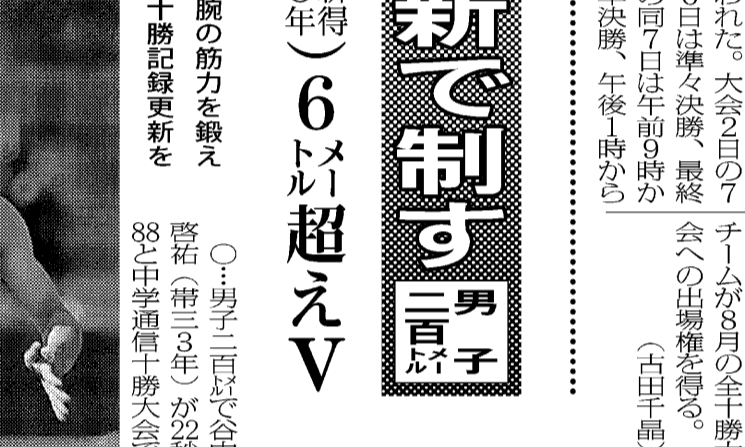 われた。大会2日の7
日は準々決勝、最終
の同7日は午前9時か
決勝、午後1時から
チームが8月の全十勝
会への出場権を得る。
(古田千晶)
新で制す
男子
二百メートル
新得
年)6メートル超えV
腕の筋力を鍛え
十勝記録更新を
○…男子二百メートルで谷
啓祐(帯三3年)が22秒
88と中学通信十勝大会